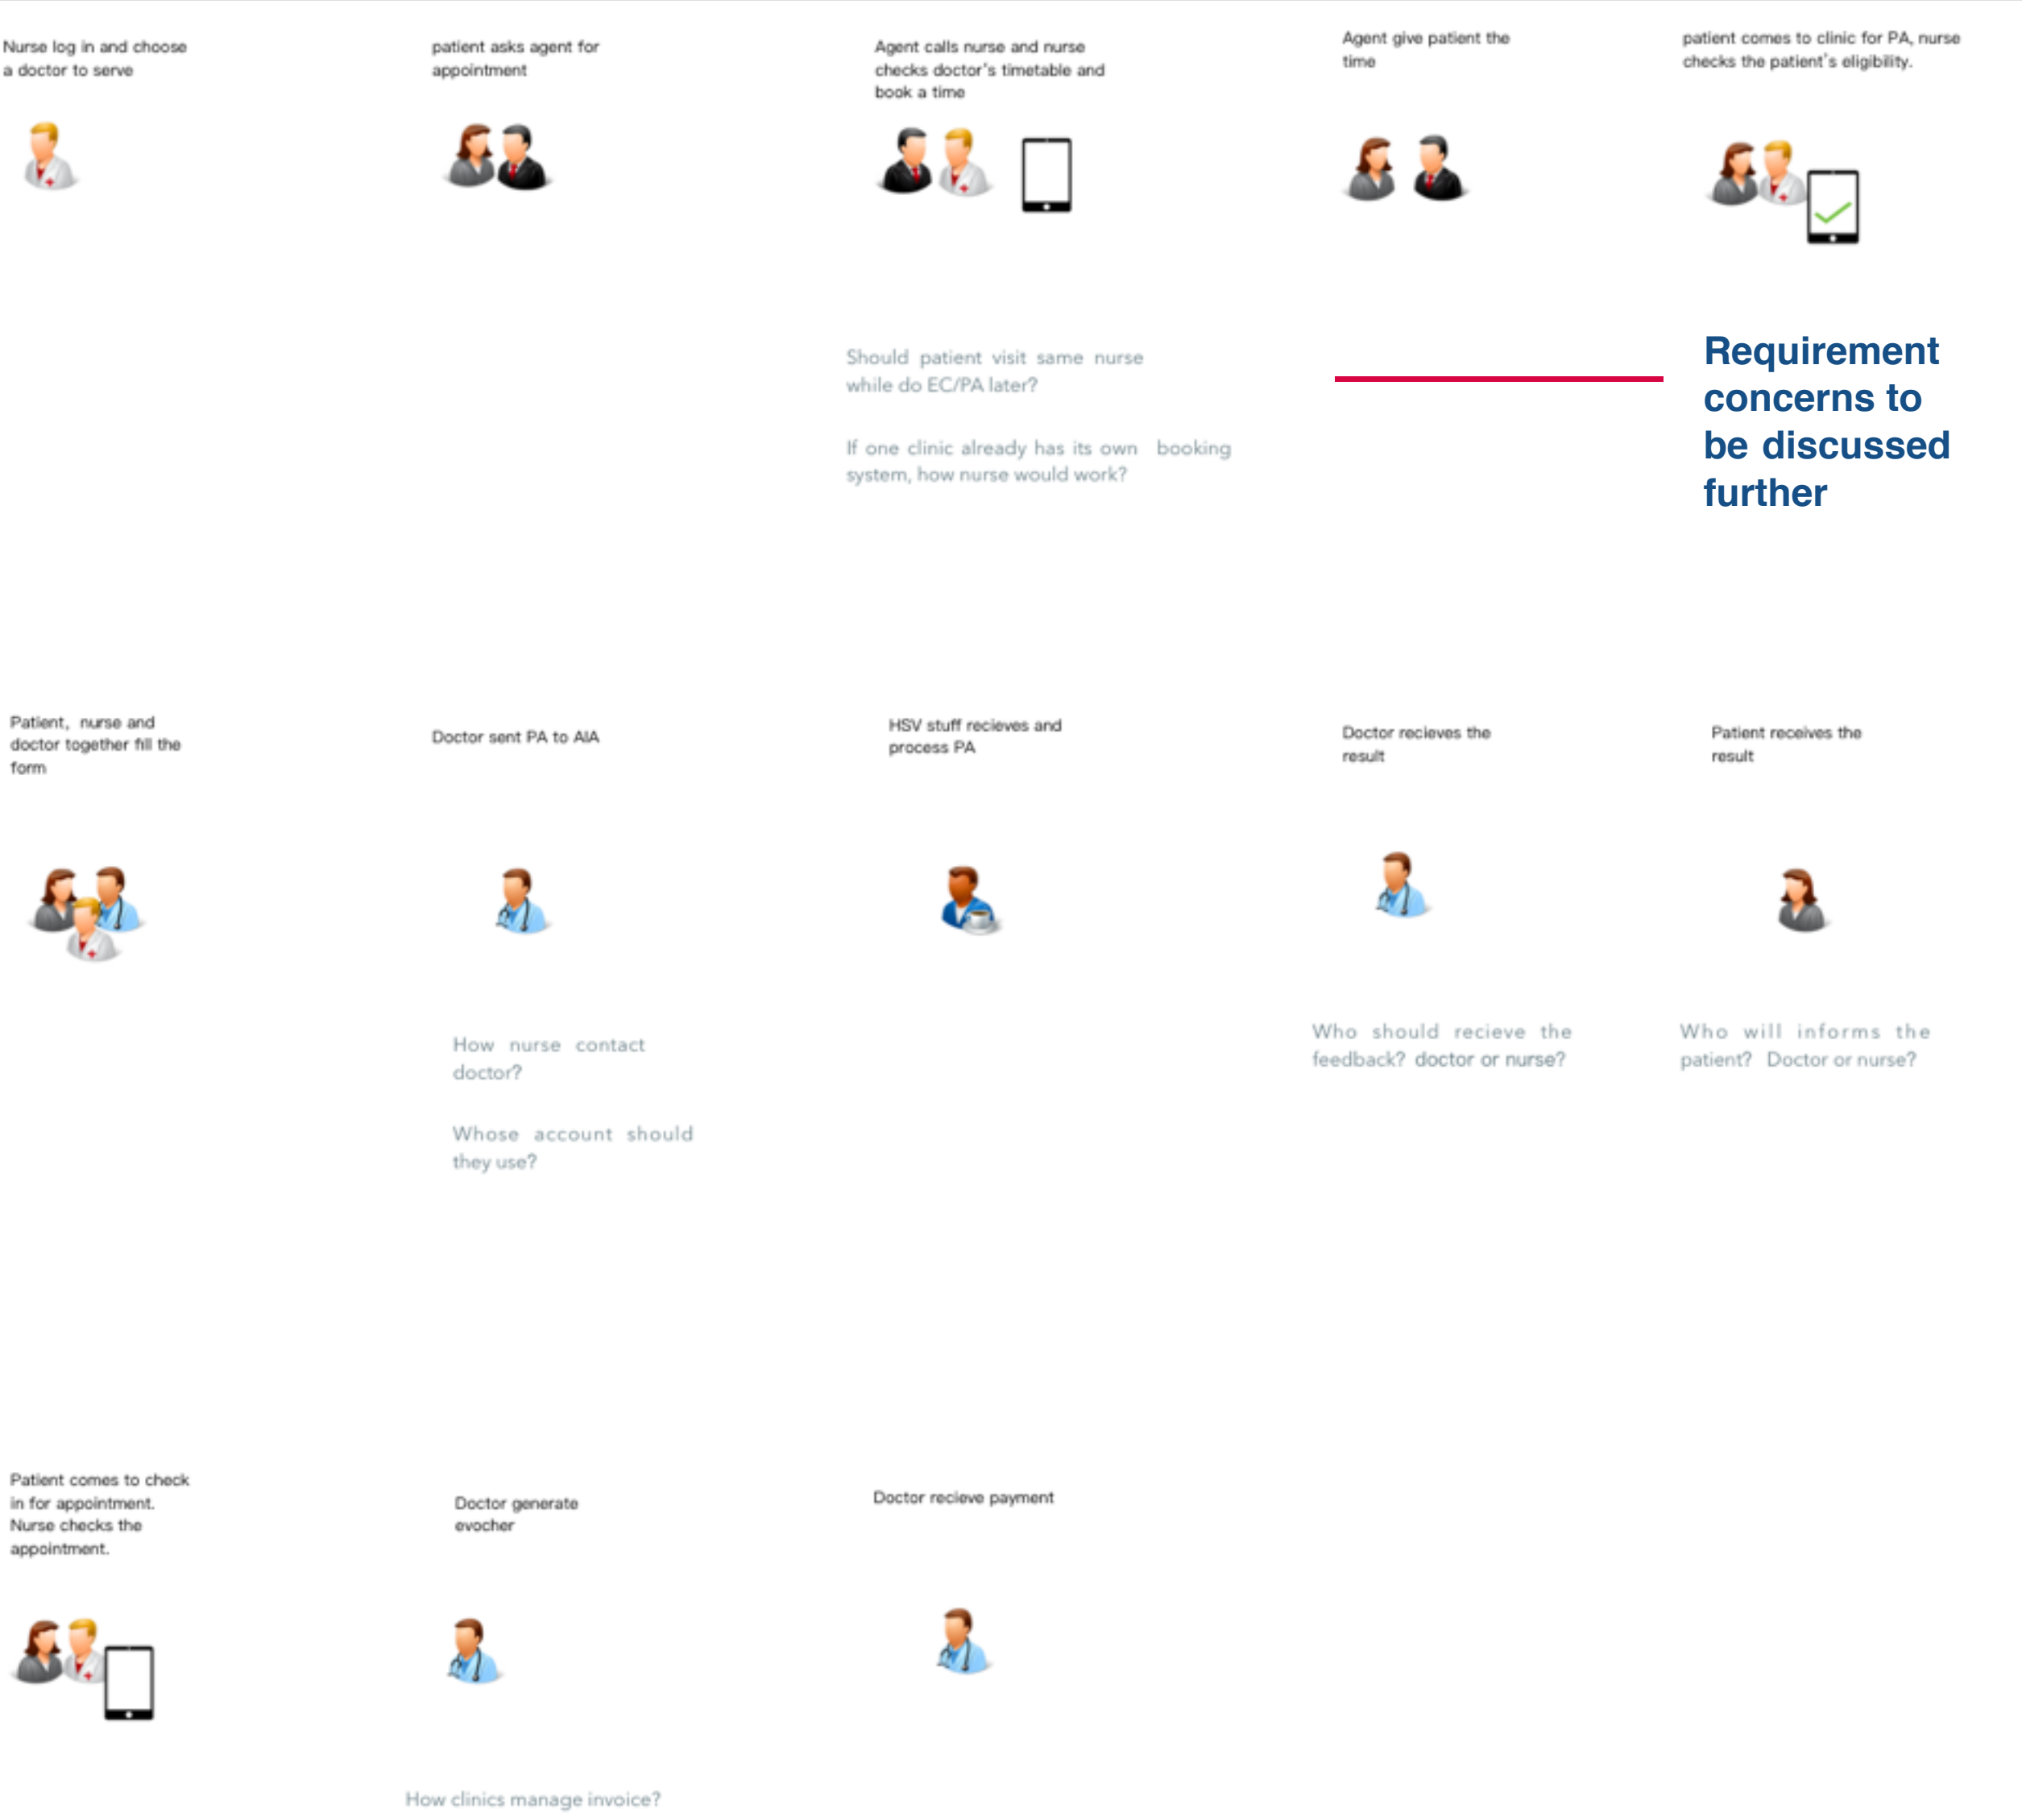 Nurse log in and choose
a doctor to serve
patient asks agent for
appointment
Agent calls nurse and nurse
checks doctor's timetable and
book a time
Agent give patient the
time
patient comes to clinic for PA, nurse
checks the patient's eligibility.
Should patient visit same nurse
while do EC/PA later?
If one clinic already has its own booking
system, how nurse would work?
Requirement
concerns to
be discussed
further
Patient, nurse and
doctor together fill the
form
Doctor sent PA to AIA
HSV stuff recieves and
process PA
Doctor recieves the
result
Patient receives the
result
How nurse contact
doctor?
Whose account should
they use?
Who should recieve the
feedback? doctor or nurse?
Who will informs the
patient? Doctor or nurse?
Patient comes to check
in for appointment.
Nurse checks the
appointment.
Doctor generate
evocher
Doctor recieve payment
How clinics manage invoice?